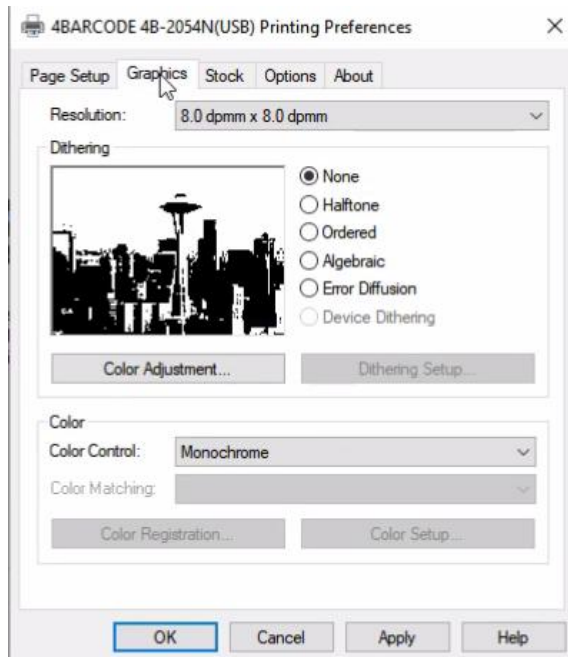 4BARCODE 4B-2054N(USB) Printing Preferences
Page Setup Graphics Stock Options About
Resolution: 8.0 dpmm x 8.0 dpmm
Dithering
None
Halftone
Ordered
Algebraic
Error Diffusion
Device Dithering
Color Adjustment... Dithering Setup...
Color
Color Control: Monochrome
Color Matching:
Color Registration... Color Setup...
OK Cancel Apply Help